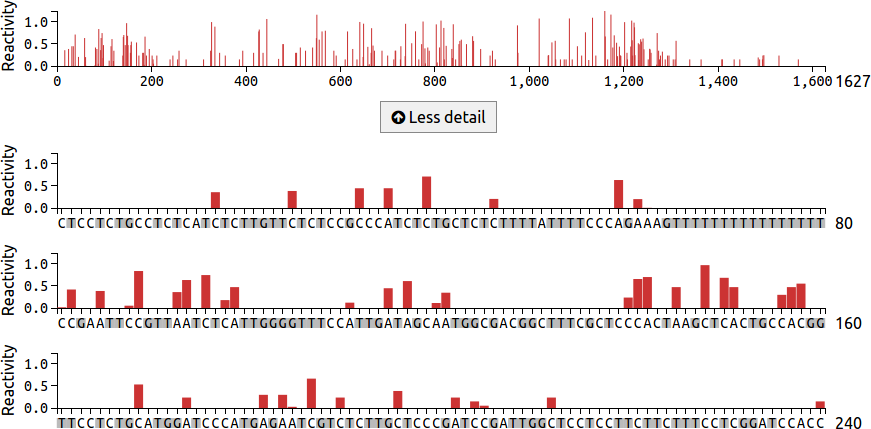 Reactivity
1.0
0.5
0.0
0 200 400 600 800 1,000 1,200 1,400 1,600 1627
Less detail
Reactivity
1.0
0.5
0.0
CTCCTCTGCCTCTCATCTCTTGTTCTCTCCGCCCATCTCTGCTCTCTTTTATTTTCCCAGAAAGTTTTTTTTTTTTTTTT 80
Reactivity
1.0
0.5
0.0
CCGAATTCCGTTAATCTCATTGGGGTTTCCATTGATAGCAATGGCGACGGCTTTCGCTCCCACTAAGCTCACTGCCACGG 160
Reactivity
1.0
0.5
0.0
TTCCTCTGCATGGATCCCATGAGAATCGTCTCTTGCTCCCGATCCGATTGGCTCCTCCTTCTTCTTTCCTCGGATCCACC 240